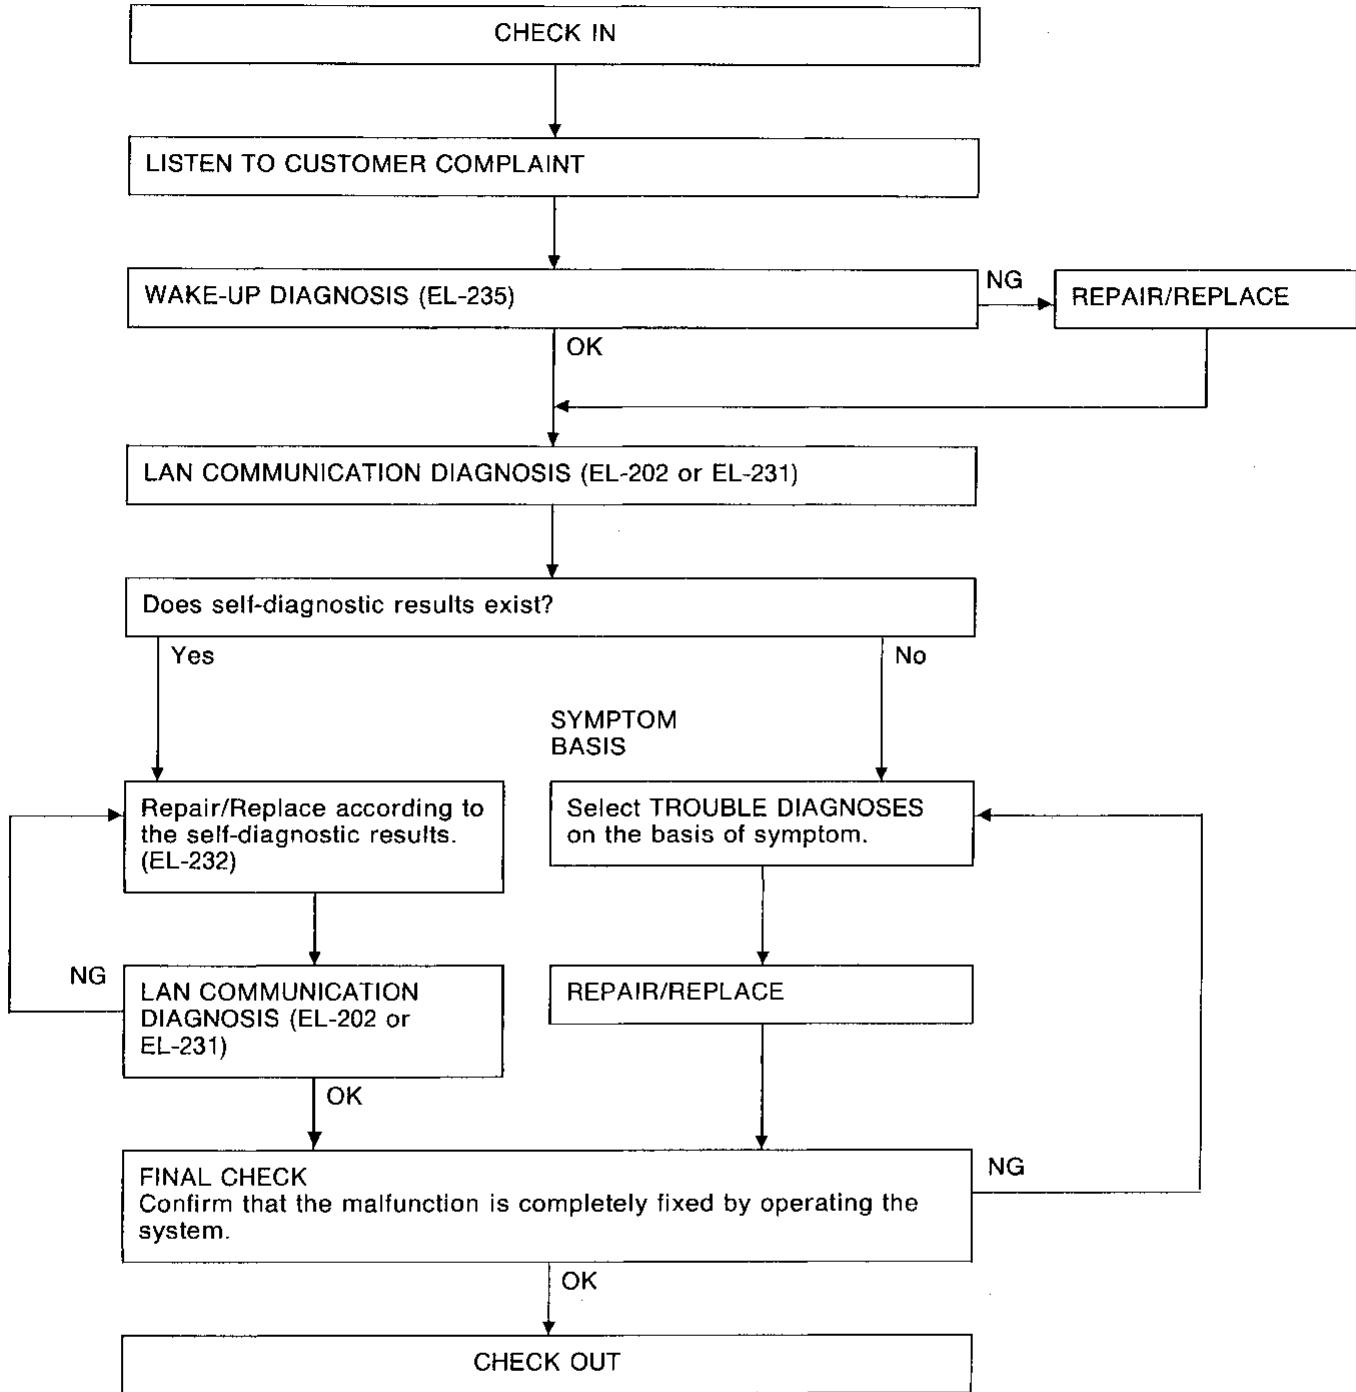 CHECK IN
LISTEN TO CUSTOMER COMPLAINT
WAKE-UP DIAGNOSIS (EL-235)
NG
REPAIR/REPLACE
OK
LAN COMMUNICATION DIAGNOSIS (EL-202 or EL-231)
Does self-diagnostic results exist?
Yes
No
SYMPTOM
BASIS
Repair/Replace according to
the self-diagnostic results.
(EL-232)
Select TROUBLE DIAGNOSES
on the basis of symptom.
NG
LAN COMMUNICATION
DIAGNOSIS (EL-202 or
EL-231)
REPAIR/REPLACE
OK
FINAL CHECK
Confirm that the malfunction is completely fixed by operating the
system.
NG
OK
CHECK OUT